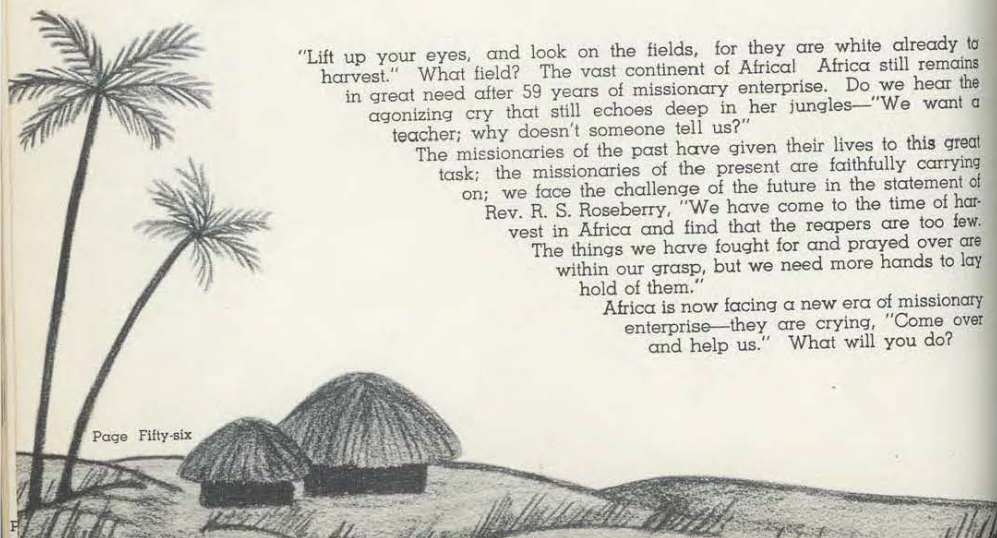 "Lift up your eyes, and look on the fields, for they are white already to
harvest." What field? The vast continent of Africa! Africa still remains
in great need after 59 years of missionary enterprise. Do we hear the
agonizing cry that still echoes deep in her jungles—"We want a
teacher; why doesn't someone tell us?"
The missionaries of the past have given their lives to this great
task; the missionaries of the present are faithfully carrying
on; we face the challenge of the future in the statement of
Rev. R. S. Roseberry, "We have come to the time of har-
vest in Africa and find that the reapers are too few.
The things we have fought for and prayed over are
within our grasp, but we need more hands to lay
hold of them."
Africa is now facing a new era of missionary
enterprise—they are crying, "Come over
and help us." What will you do?
Page Fifty-six